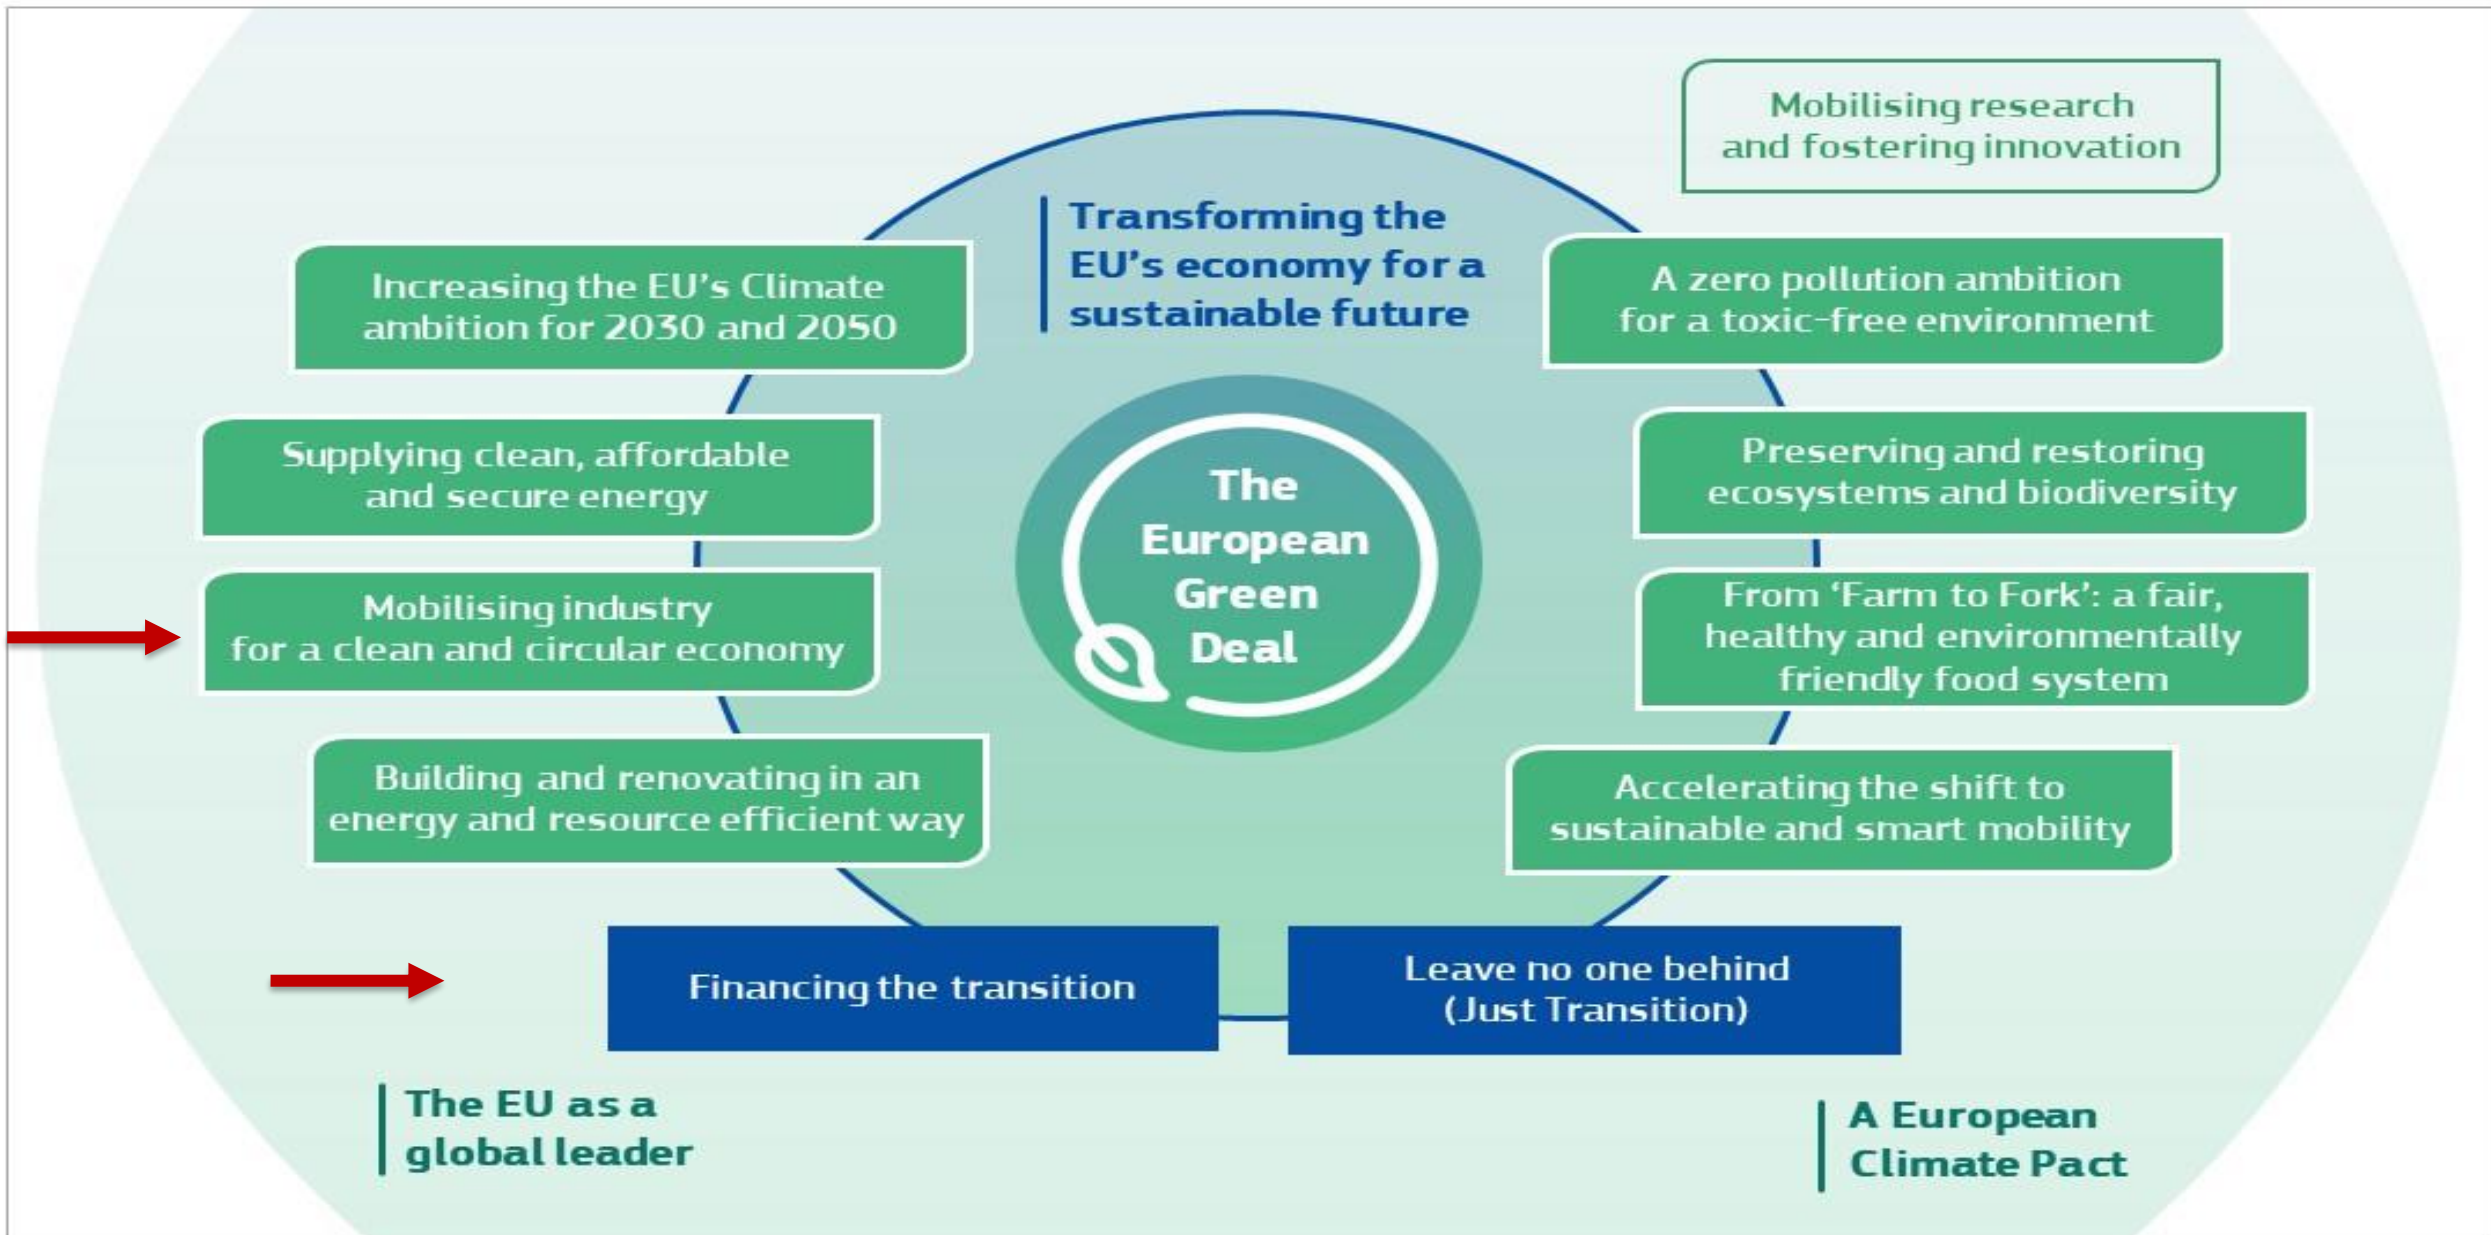 Mobilising research
and fostering innovation
Transforming the
EU's economy for a
sustainable future
Increasing the EU's Climate
ambition for 2030 and 2050
Supplying clean, affordable
and secure energy
Mobilising industry
for a clean and circular economy
Building and renovating in an
energy and resource efficient way
The
European
Green
Deal
A zero pollution ambition
for a toxic-free environment
Preserving and restoring
ecosystems and biodiversity
From ‘Farm to Fork’: a fair,
healthy and environmentally
friendly food system
Accelerating the shift to
sustainable and smart mobility
Financing the transition
Leave no one behind
(Just Transition)
The EU as a
global leader
A European
Climate Pact